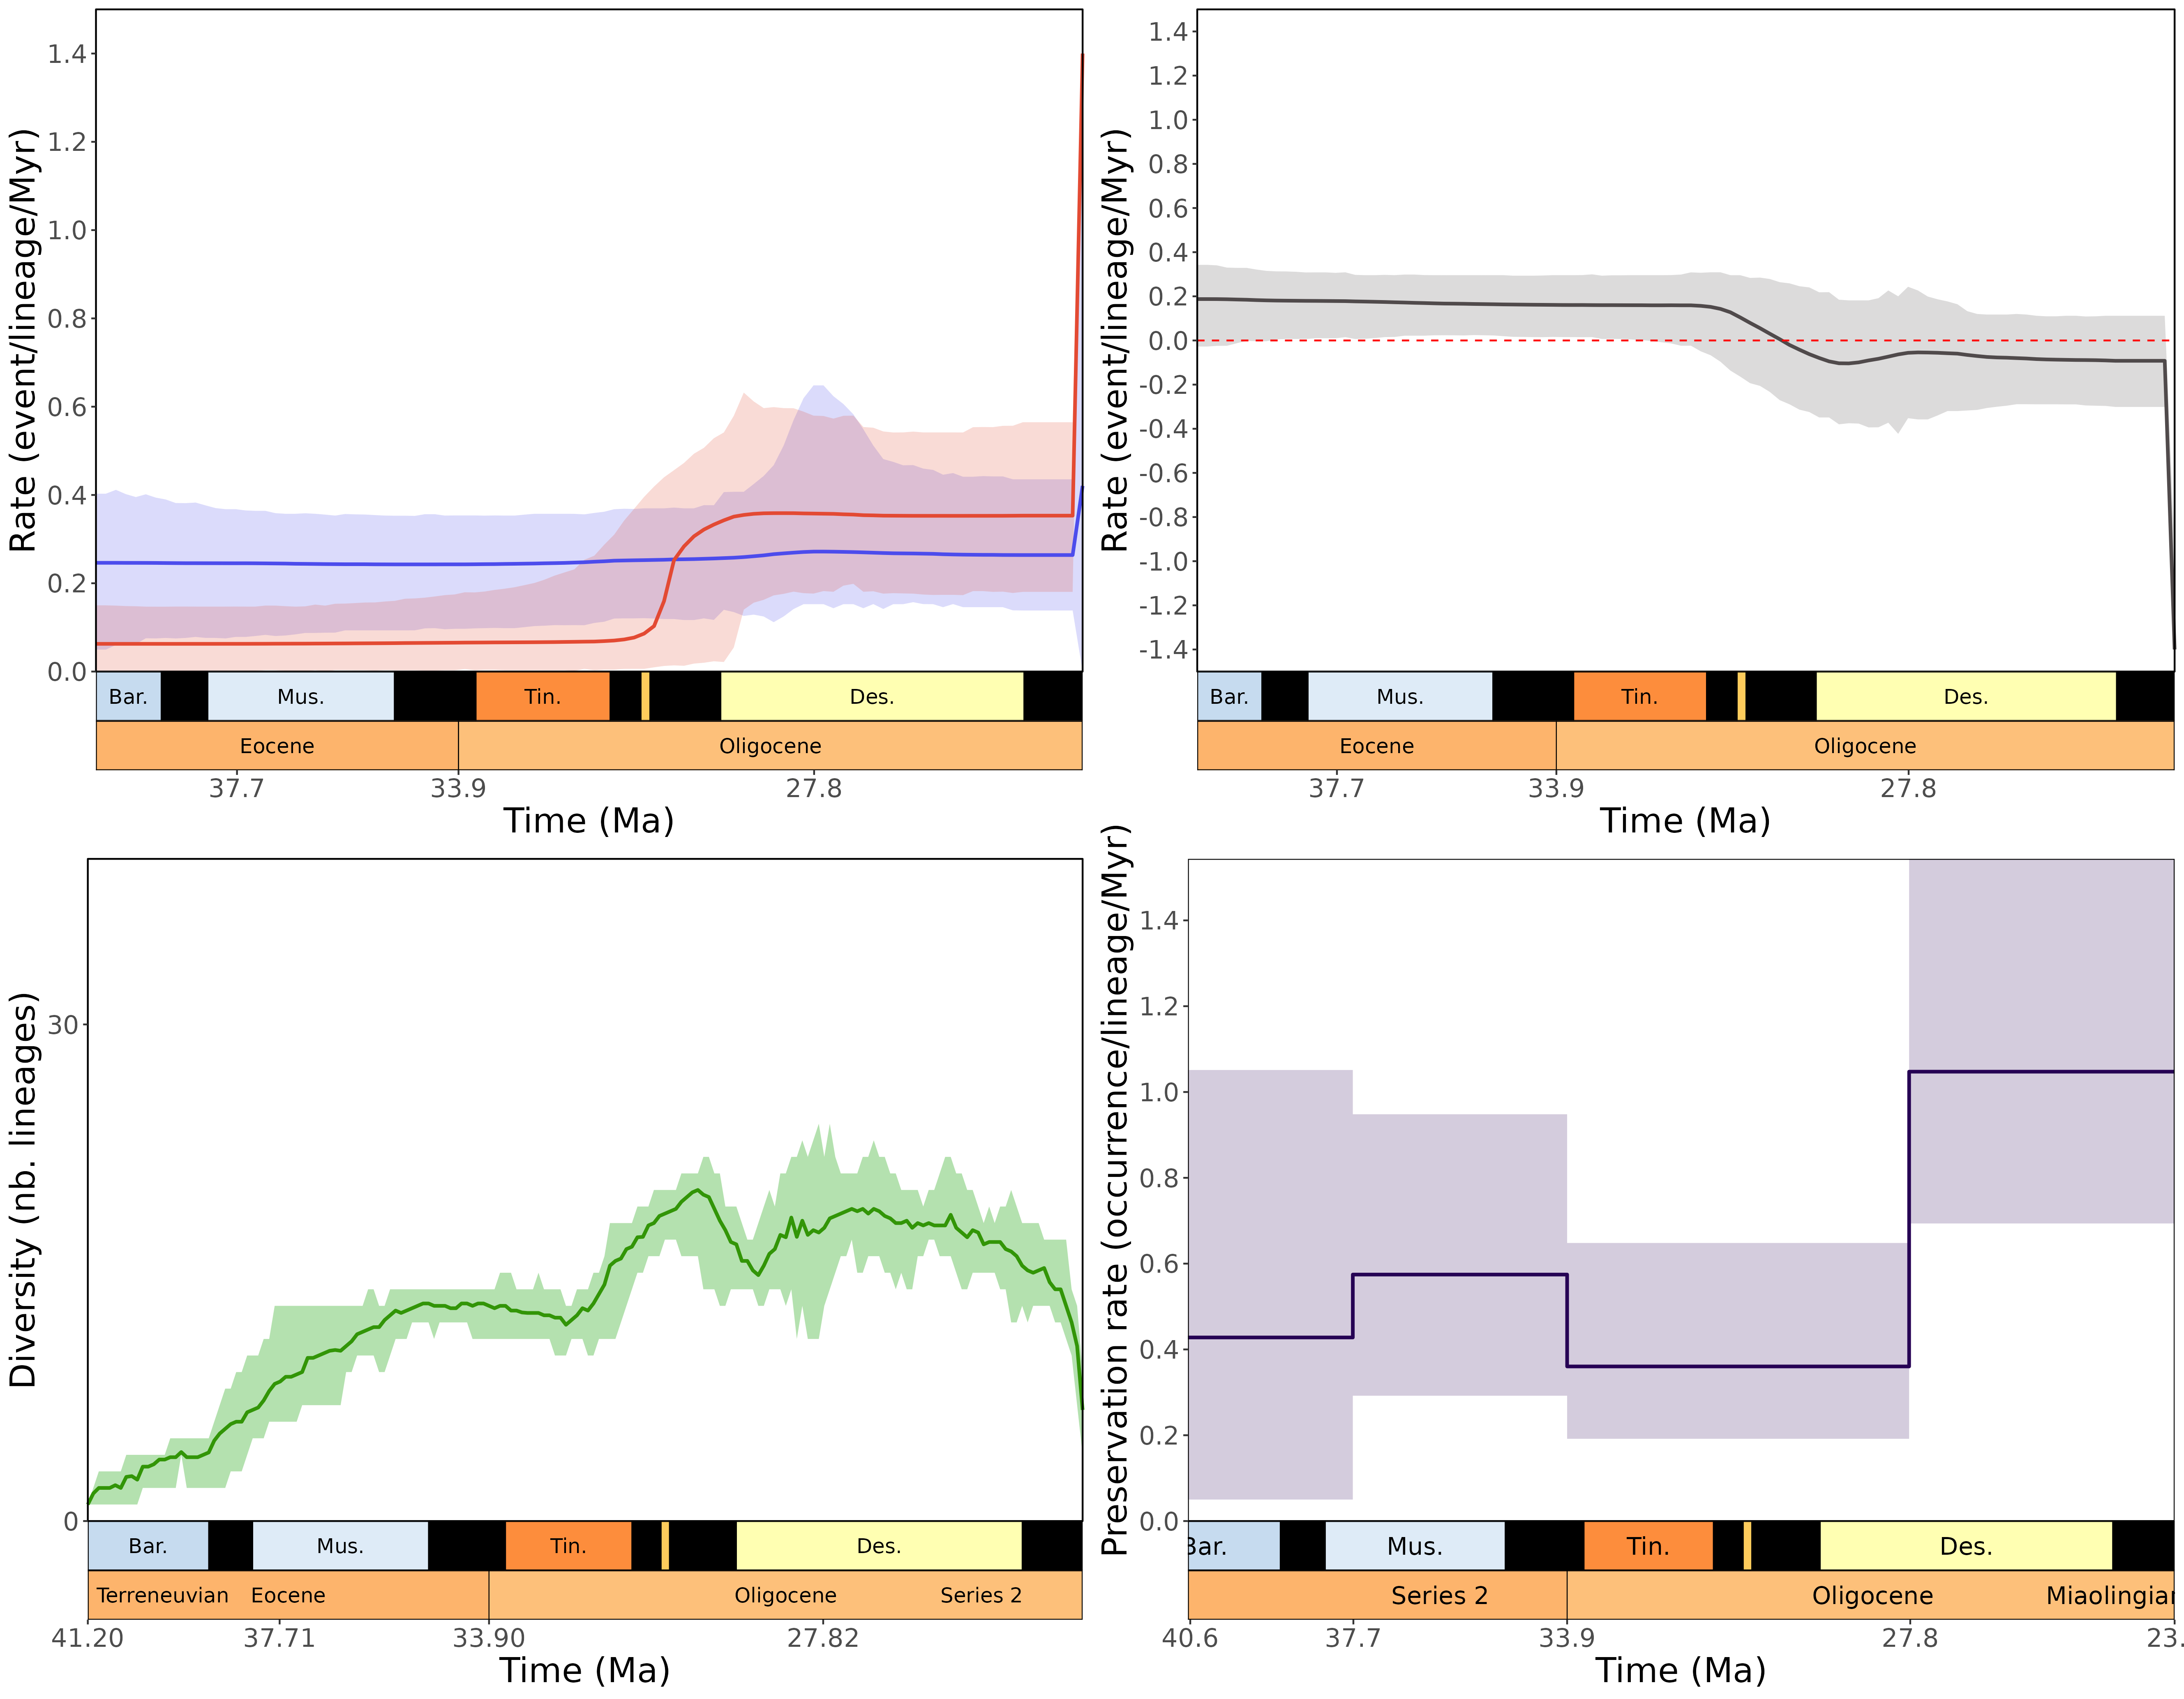 Rate (event/lineage/Myr)
1.4
1.2
1.0
0.8
0.6
0.4
0.2
0.0
Bar. Mus. Tin. Des.
Eocene Oligocene
37.7 33.9 27.8
Time (Ma)
Rate (event/lineage/Myr)
1.4
1.2
1.0
0.8
0.6
0.4
0.2
0.0
-0.2
-0.4
-0.6
-0.8
-1.0
-1.2
-1.4
Bar. Mus. Tin. Des.
Eocene Oligocene
37.7 33.9 27.8
Time (Ma)
Diversity (nb. lineages)
30
0
Bar. Mus. Tin. Des.
Terreneuvian Eocene Oligocene Series 2
41.20 37.71 33.90 27.82
Time (Ma)
Preservation rate (occurrence/lineage/Myr)
1.4
1.2
1.0
0.8
0.6
0.4
0.2
0.0
Bar. Mus. Tin. Des.
Series 2 Oligocene Miaolingian
40.6 37.7 33.9 27.8 23.
Time (Ma)